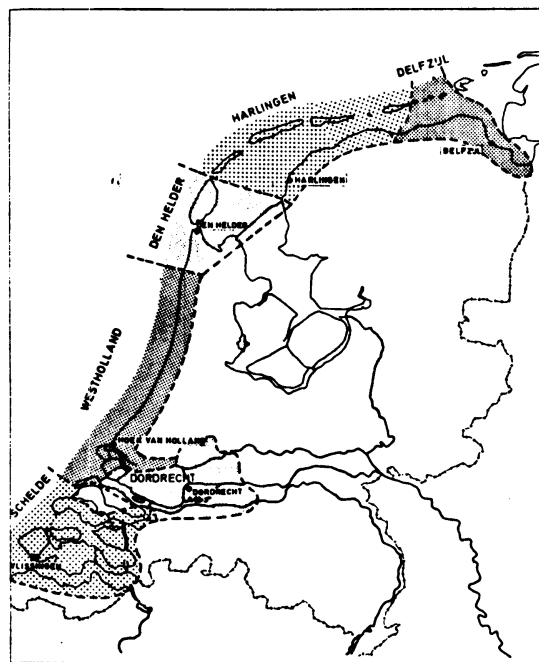 DELFZIJL
HARLINGEN
DELFZIJL
HARLINGEN
DEN HELDER
DEN HELDER
WESTHOLLAND
HOEK VAN HOLLAND
DORDRECHT
DORDRECHT
SCHELDE
VLISSINGEN